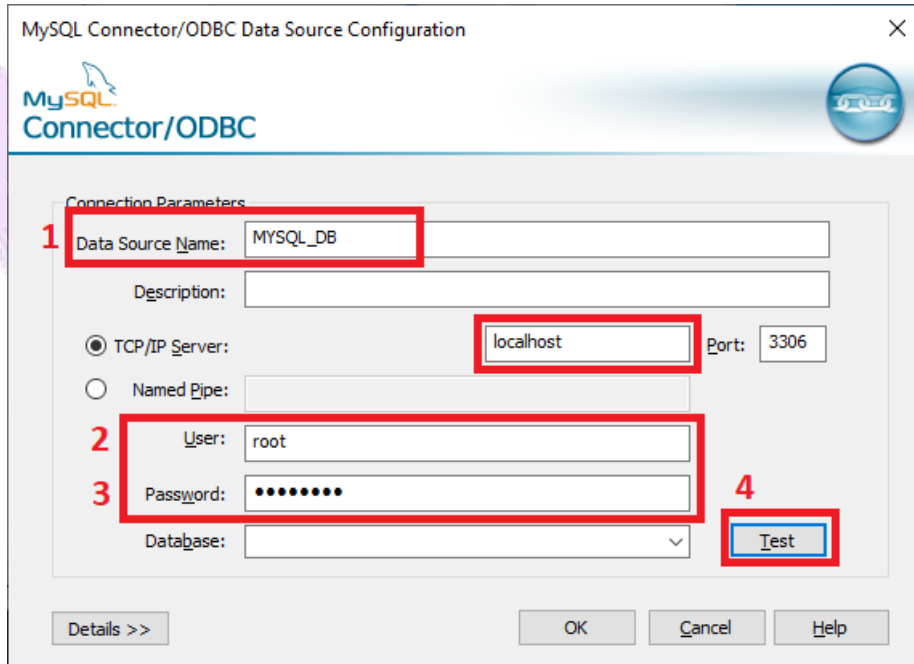 MySQL Connector/ODBC Data Source Configuration
MySQL
Connector/ODBC
Connection Parameters
1 Data Source Name: MYSQL_DB
Description:
TCP/IP Server: localhost Port: 3306
Named Pipe:
2 User: root
3 Password: ••••••••
4
Database: Test
Details >> OK Cancel Help